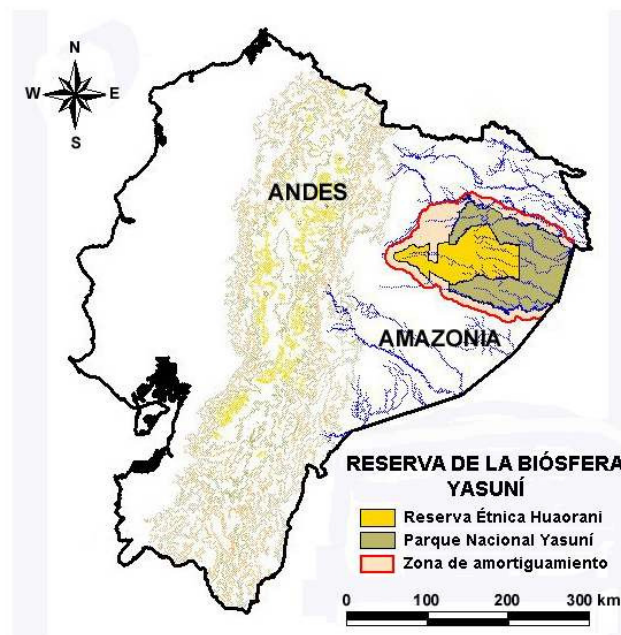 N
W E
S
ANDES
AMAZONIA
RESERVA DE LA BIÓSFERA
YASUNÍ
Reserva Étnica Huaorani
Parque Nacional Yasuní
Zona de amortiguamiento
0 100 200 300 km